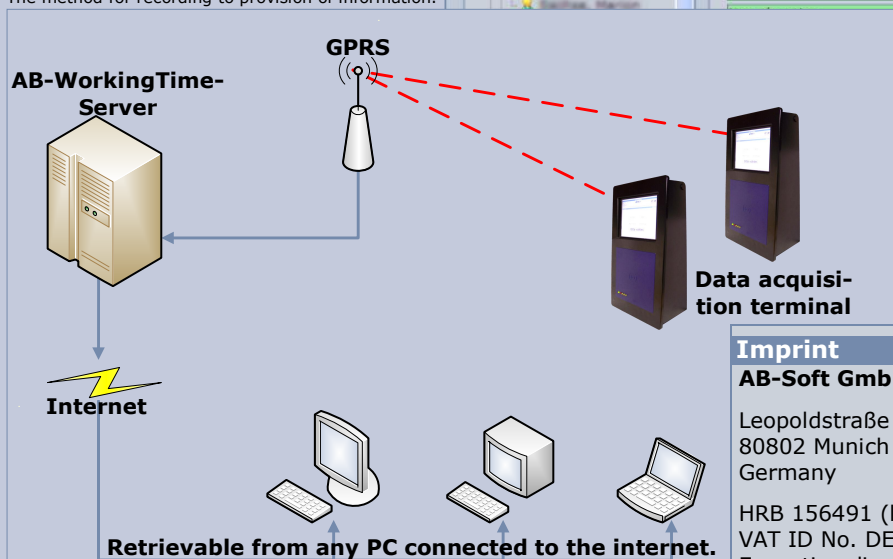 The method for recording to provision of information.
GPRS
AB-WorkingTime-
Server
Data acquisi-
tion terminal
Internet
Imprint
AB-Soft Gmb
Leopoldstraße
80802 Munich
Germany
HRB 156491 (
VAT ID No. DE
Retrievable from any PC connected to the internet.